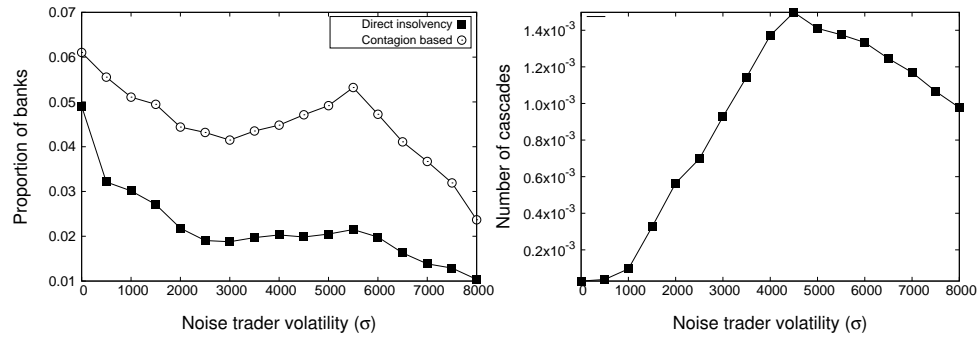 0.07
0.06
0.05
0.04
0.03
0.02
0.01
Proportion of banks
Direct insolvency
Contagion based
0 1000 2000 3000 4000 5000 6000 7000 8000
Noise trader volatility (σ)
1.4x10-3
1.2x10-3
1.0x10-3
0.8x10-3
0.6x10-3
0.4x10-3
0.2x10-3
Number of cascades
0 1000 2000 3000 4000 5000 6000 7000 8000
Noise trader volatility (σ)